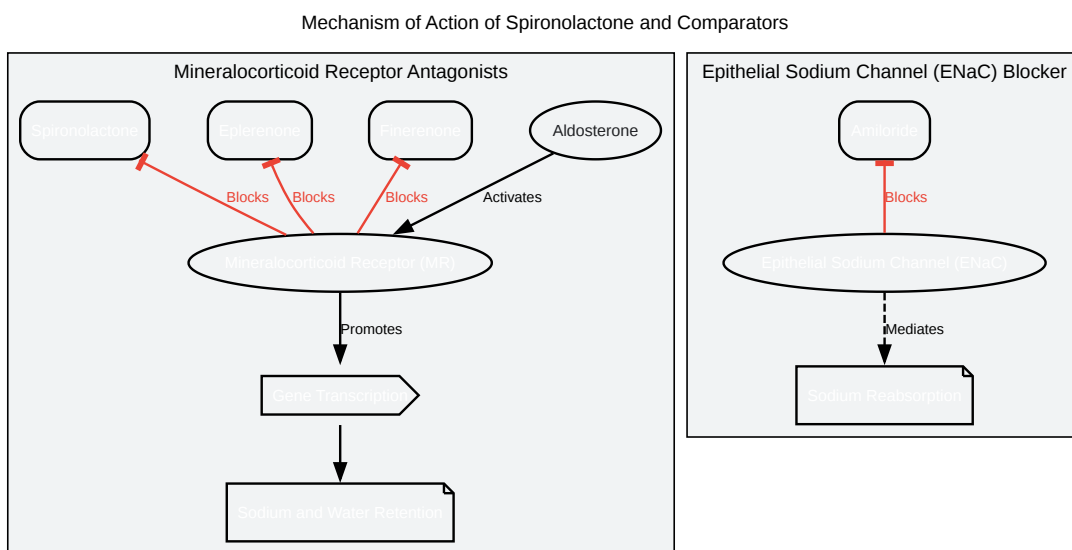 Mechanism of Action of Spironolactone and Comparators
Mineralocorticoid Receptor Antagonists
Spironolactone
Eplerenone
Finerenone
Aldosterone
Blocks
Blocks
Blocks
Activates
Mineralocorticoid Receptor (MR)
Promotes
Gene Transcription
Sodium and Water Retention
Epithelial Sodium Channel (ENaC) Blocker
Amiloride
Blocks
Epithelial Sodium Channel (ENaC)
Mediates
Sodium Reabsorption